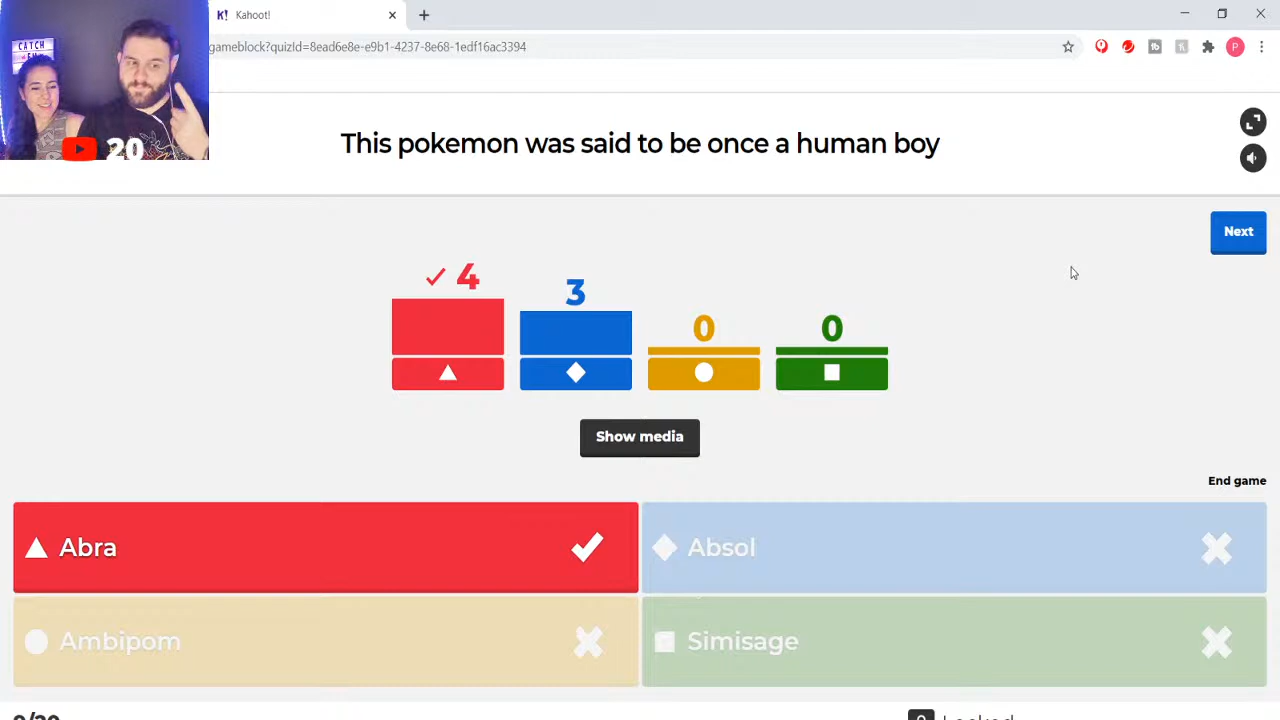 K! Kahoot!
gameblock?quizId=8ead6e8e-e9b1-4237-8e68-1edf16ac3394
P
CATCH
20
This pokemon was said to be once a human boy
Next
4
3
0
0
Show media
End game
Abra
Absol
Ambipom
Simisage